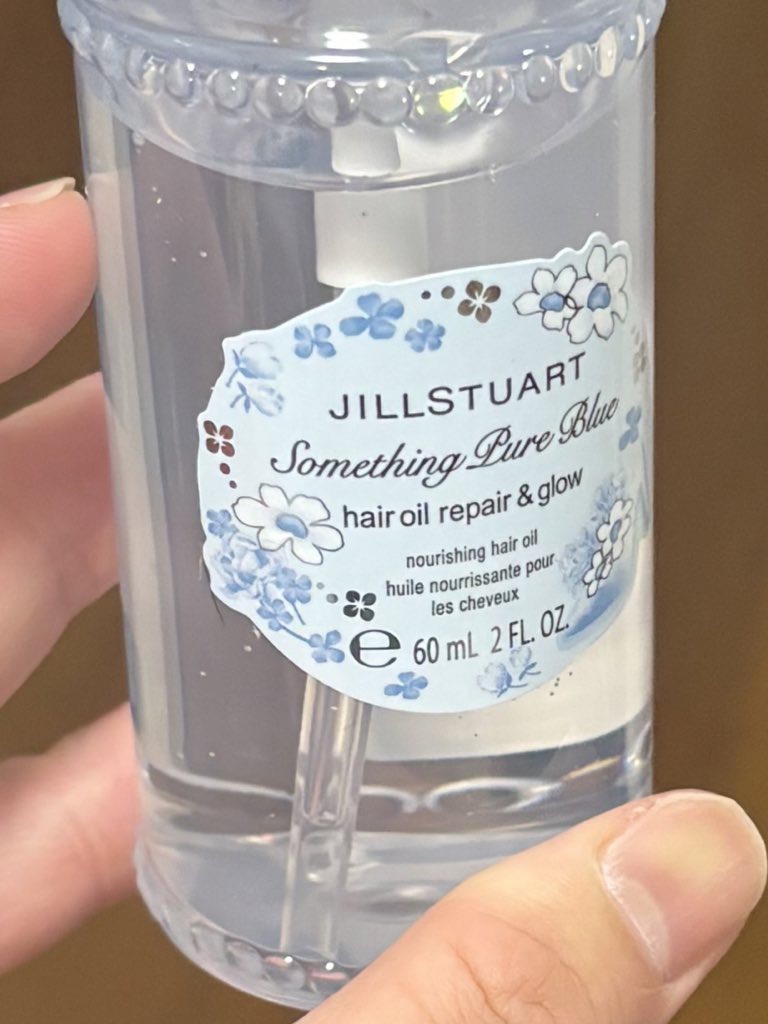 JILLSTUART
Something Pure Blue
hair oil repair & glow
nourishing hair oil
huile nourrissante pour
les cheveux
℮ 60 mL 2 FL. OZ.